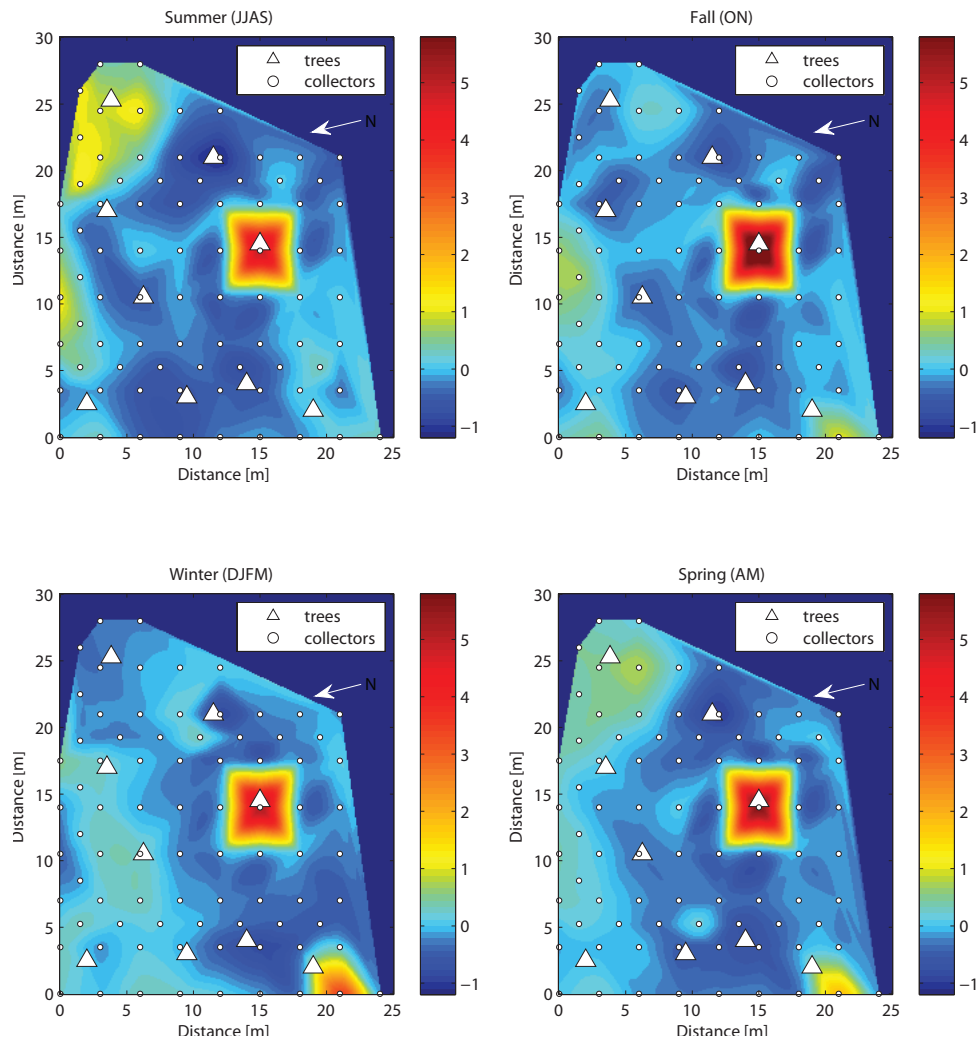 Summer (JJAS)
30
25
20
15
10
5
0
0 5 10 15 20 25
Distance [m]
Distance [m]
trees
collectors
N
5
4
3
2
1
0
−1
Fall (ON)
30
25
20
15
10
5
0
0 5 10 15 20 25
Distance [m]
Distance [m]
trees
collectors
N
5
4
3
2
1
0
−1
Winter (DJFM)
30
25
20
15
10
5
0
0 5 10 15 20 25
Distance [m]
Distance [m]
trees
collectors
N
5
4
3
2
1
0
−1
Spring (AM)
30
25
20
15
10
5
0
0 5 10 15 20 25
Distance [m]
Distance [m]
trees
collectors
N
5
4
3
2
1
0
−1